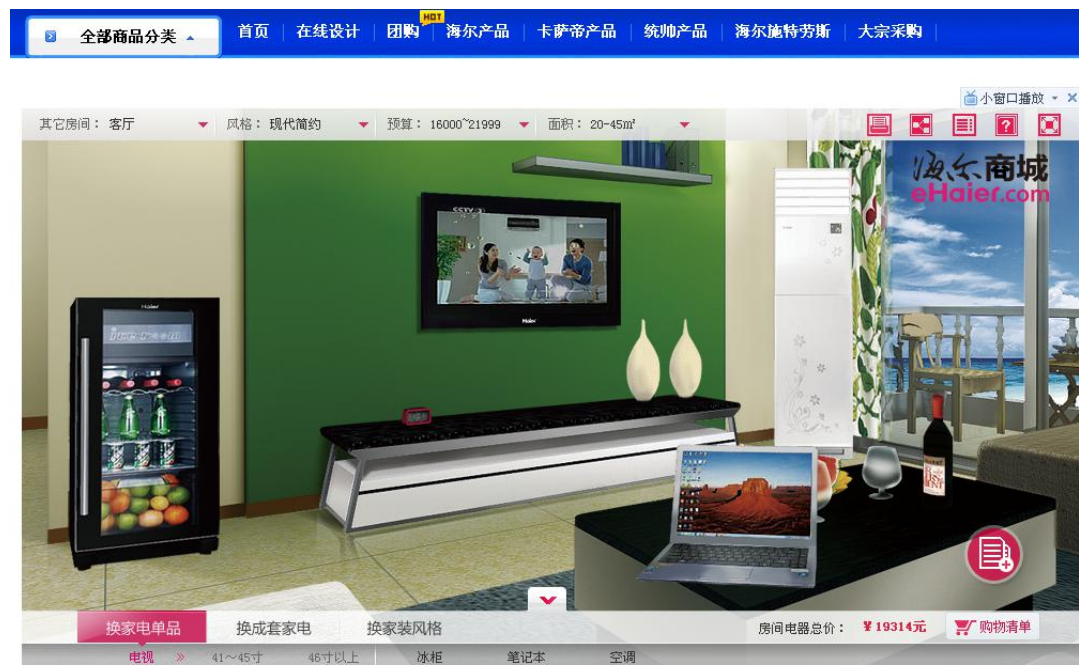 全部商品分类 首页 在线设计 团购 HOT 海尔产品 卡萨帝产品 统帅产品 海尔施特劳斯 大宗采购
小窗口播放
其它房间： 客厅 风格： 现代简约 预算： 16000~21999 面积： 20-45㎡
海尔商城
eHaier.com
Haier
Haier
换家电单品 换成套家电 换家装风格 房间电器总价： ¥19314元 购物清单
电视 » 41～45寸 46寸以上 冰柜 笔记本 空调